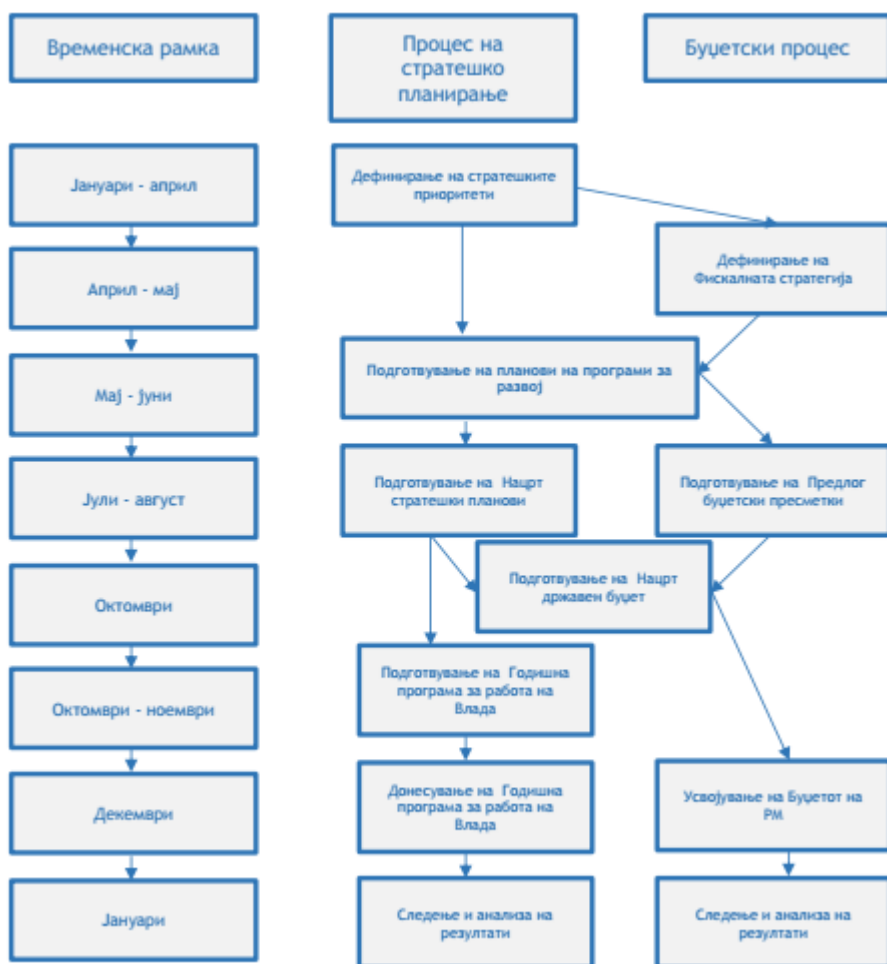 Временска рамка
Процес на
стратешко
планирање
Буџетски процес
Јануари - април
Дефинирање на стратешките
приоритети
Дефинирање на
Фискалната стратегија
Април - мај
Подготвување на планови на програми за
развој
Мај - јуни
Подготвување на Нацрт
стратешки планови
Подготвување на Предлог
буџетски пресметки
Јули - август
Подготвување на Нацрт
државен буџет
Октомври
Подготвување на Годишна
програма за работа на
Влада
Октомври - ноември
Донесување на Годишна
програма за работа на
Влада
Усвојување на Буџетот на
РМ
Декември
Следење и анализа на
резултати
Следење и анализа на
резултати
Јануари